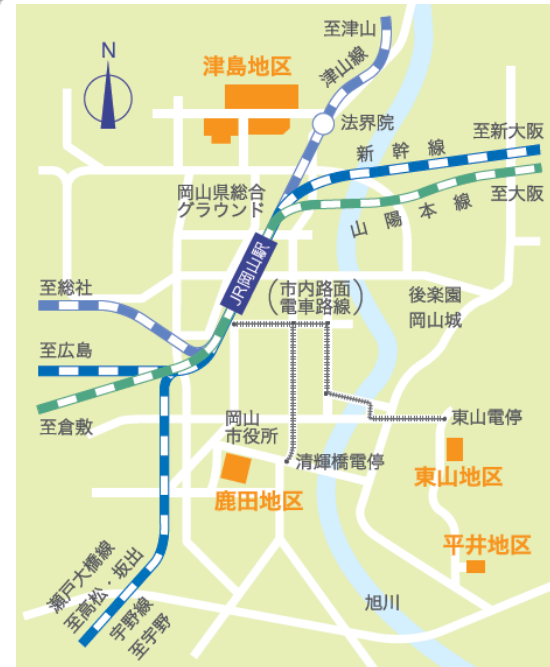 至津山
N
津山線
津島地区
法界院
至新大阪
新幹線
岡山県総合
グラウンド
至大阪
山陽本線
JR岡山駅
至総社
(市内路面
電車路線)
後楽園
岡山城
至広島
至倉敷
岡山
市役所
東山電停
清輝橋電停
東山地区
鹿田地区
平井地区
瀬戸大橋線
至高松・坂出
宇野線
至宇野
旭川